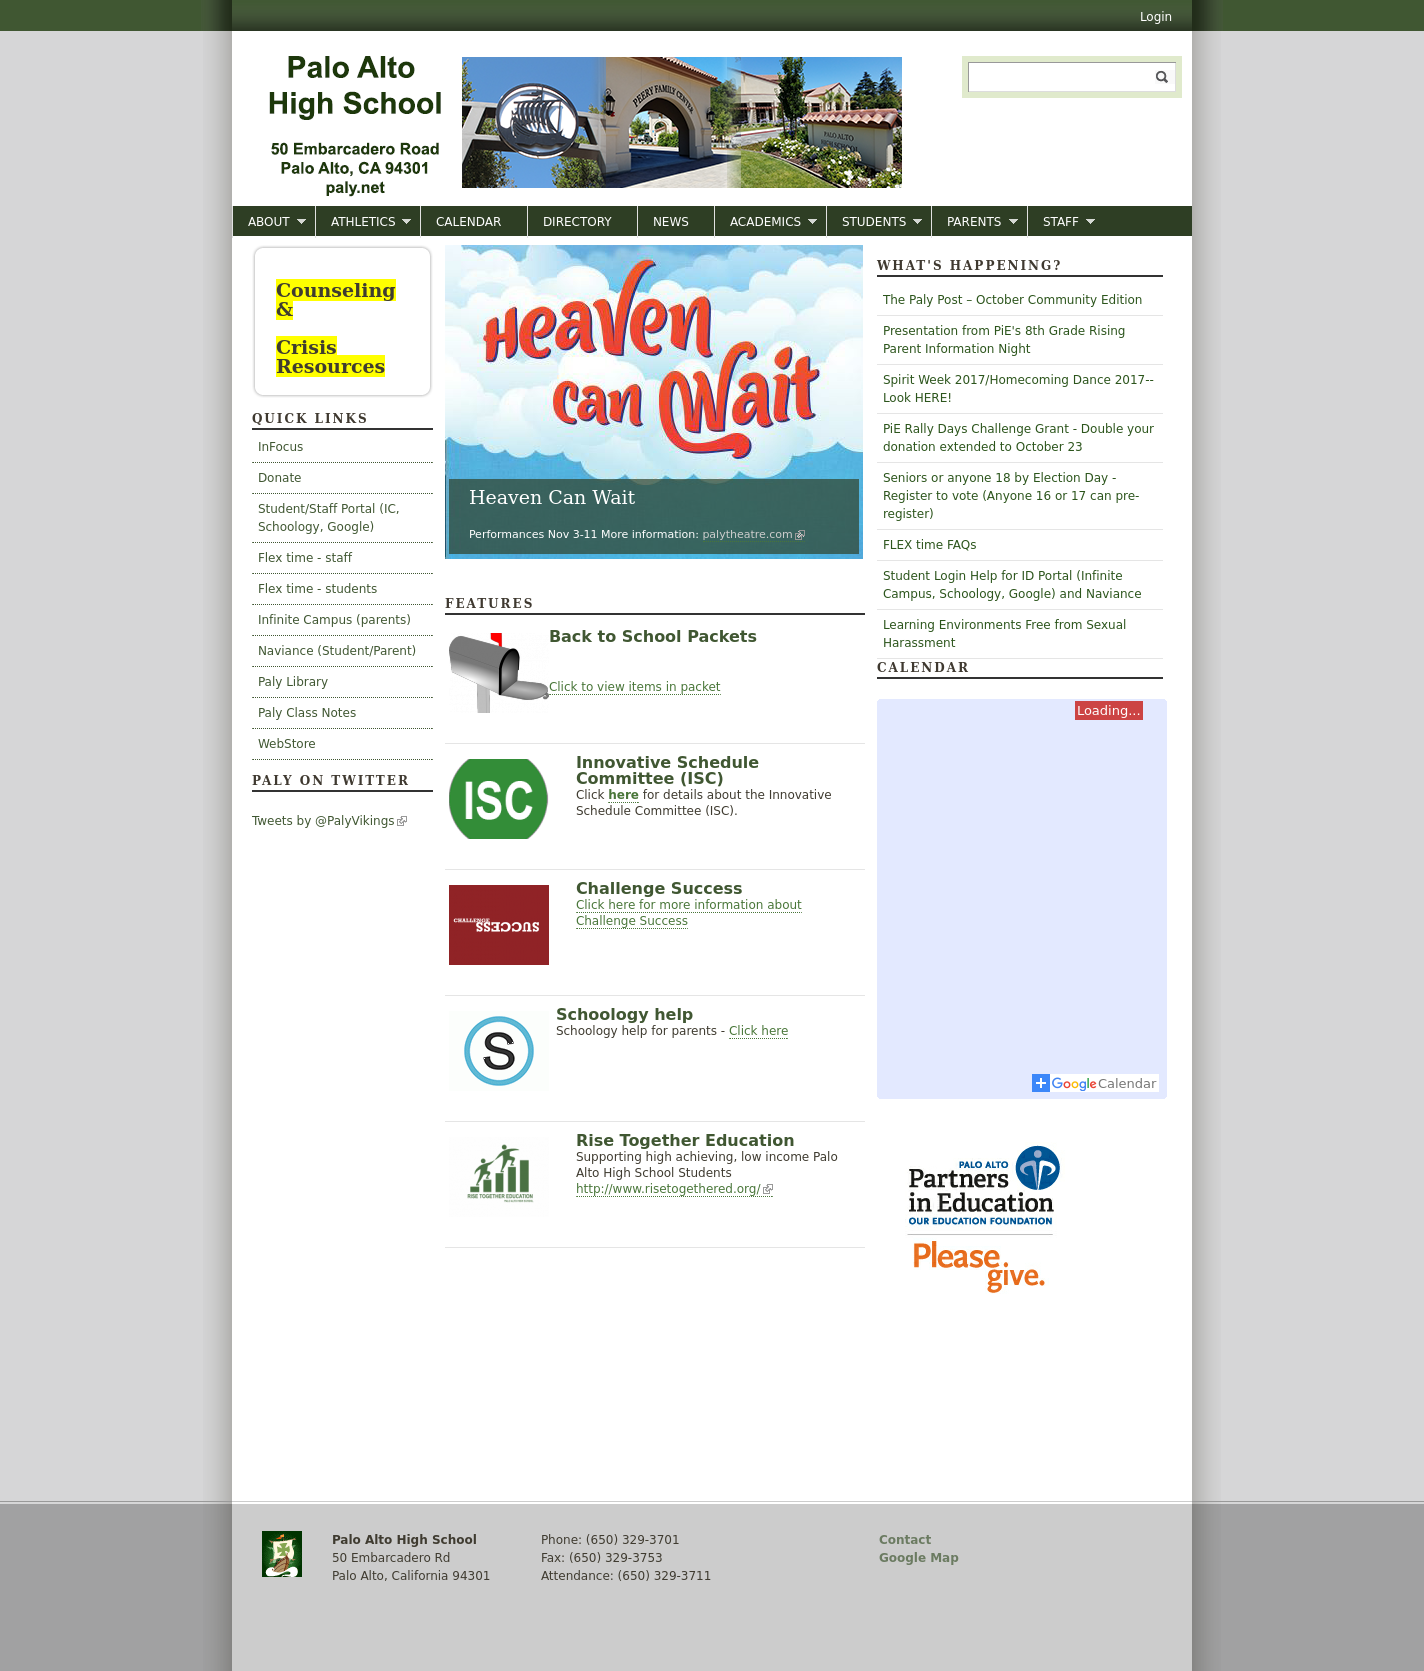 Login
Palo Alto
High School
50 Embarcadero Road
Palo Alto, CA 94301
paly.net
PEERY FAMILY CENTER
PALO ALTO
HIGH SCHOOL
ABOUT ATHLETICS CALENDAR DIRECTORY NEWS ACADEMICS STUDENTS PARENTS STAFF
Counseling
&
Crisis
Resources
QUICK LINKS
InFocus
Donate
Student/Staff Portal (IC,
Schoology, Google)
Flex time - staff
Flex time - students
Infinite Campus (parents)
Naviance (Student/Parent)
Paly Library
Paly Class Notes
WebStore
PALY ON TWITTER
Tweets by @PalyVikings
Heaven
can Wait
Heaven Can Wait
Performances Nov 3-11 More information: palytheatre.com
FEATURES
Back to School Packets
Click to view items in packet
ISC
Innovative Schedule
Committee (ISC)
Click here for details about the Innovative
Schedule Committee (ISC).
CHALLENGE
SUCCESS
Challenge Success
Click here for more information about
Challenge Success
S
Schoology help
Schoology help for parents - Click here
RISE TOGETHER EDUCATION
Rise Together Education
Supporting high achieving, low income Palo
Alto High School Students
http://www.risetogethered.org/
WHAT'S HAPPENING?
The Paly Post – October Community Edition
Presentation from PiE's 8th Grade Rising
Parent Information Night
Spirit Week 2017/Homecoming Dance 2017--
Look HERE!
PiE Rally Days Challenge Grant - Double your
donation extended to October 23
Seniors or anyone 18 by Election Day -
Register to vote (Anyone 16 or 17 can pre-
register)
FLEX time FAQs
Student Login Help for ID Portal (Infinite
Campus, Schoology, Google) and Naviance
Learning Environments Free from Sexual
Harassment
CALENDAR
Loading...
Google Calendar
PALO ALTO
Partners
in Education
OUR EDUCATION FOUNDATION
Please
give.
Palo Alto High School
50 Embarcadero Rd
Palo Alto, California 94301
Phone: (650) 329-3701
Fax: (650) 329-3753
Attendance: (650) 329-3711
Contact
Google Map